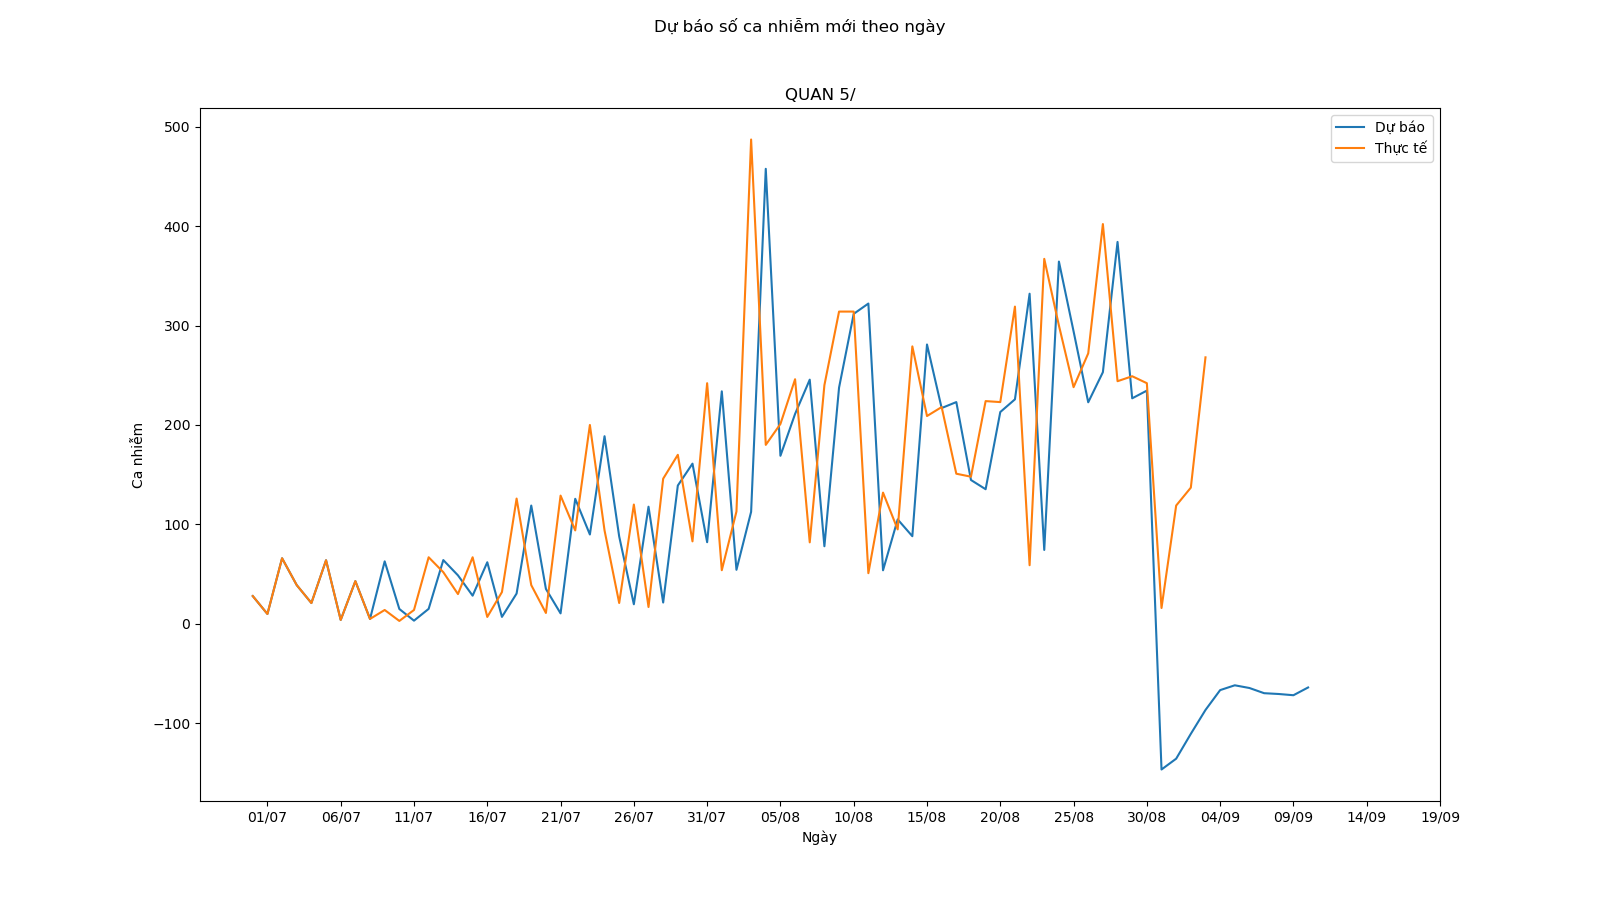 Dự báo số ca nhiễm mới theo ngày
QUAN 5/
Dự báo
Thực tế
500
400
300
200
100
0
−100
Ca nhiễm
01/07 06/07 11/07 16/07 21/07 26/07 31/07 05/08 10/08 15/08 20/08 25/08 30/08 04/09 09/09 14/09 19/09
Ngày